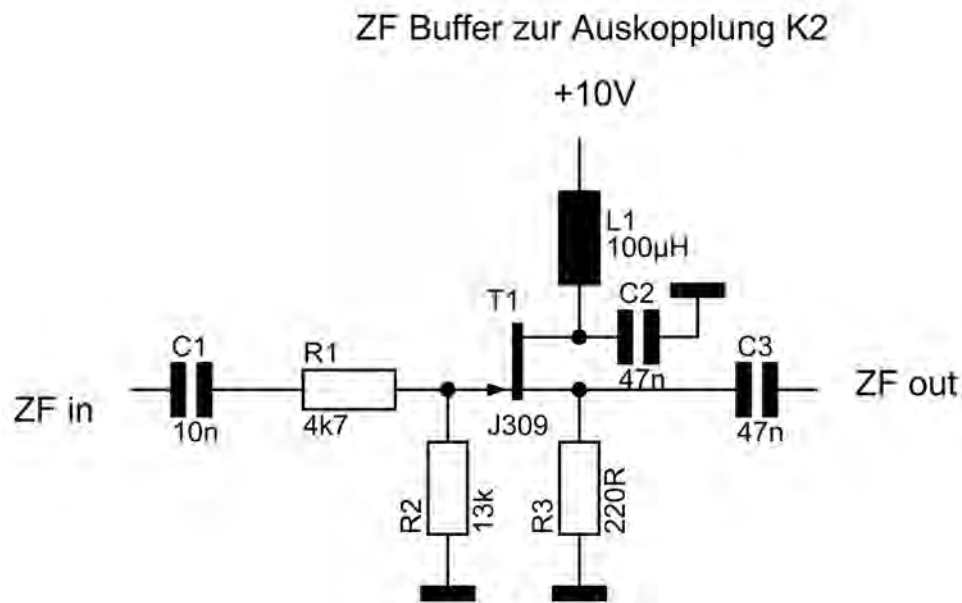 ZF Buffer zur Auskopplung K2
+10V
L1
100µH
T1
C2
47n
C1
10n
R1
4k7
C3
47n
ZF in
ZF out
J309
R2
13k
R3
220R